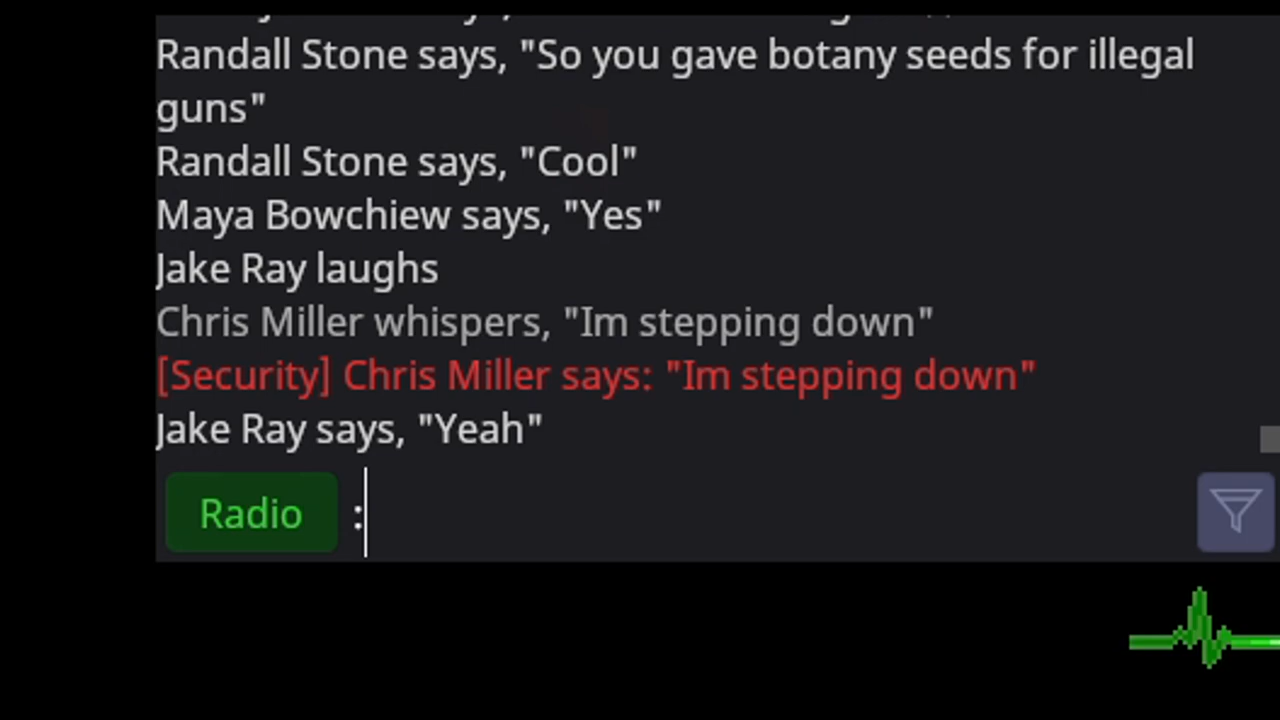 Randall Stone says, "So you gave botany seeds for illegal
guns"
Randall Stone says, "Cool"
Maya Bowchiew says, "Yes"
Jake Ray laughs
Chris Miller whispers, "Im stepping down"
[Security] Chris Miller says: "Im stepping down"
Jake Ray says, "Yeah"
Radio :